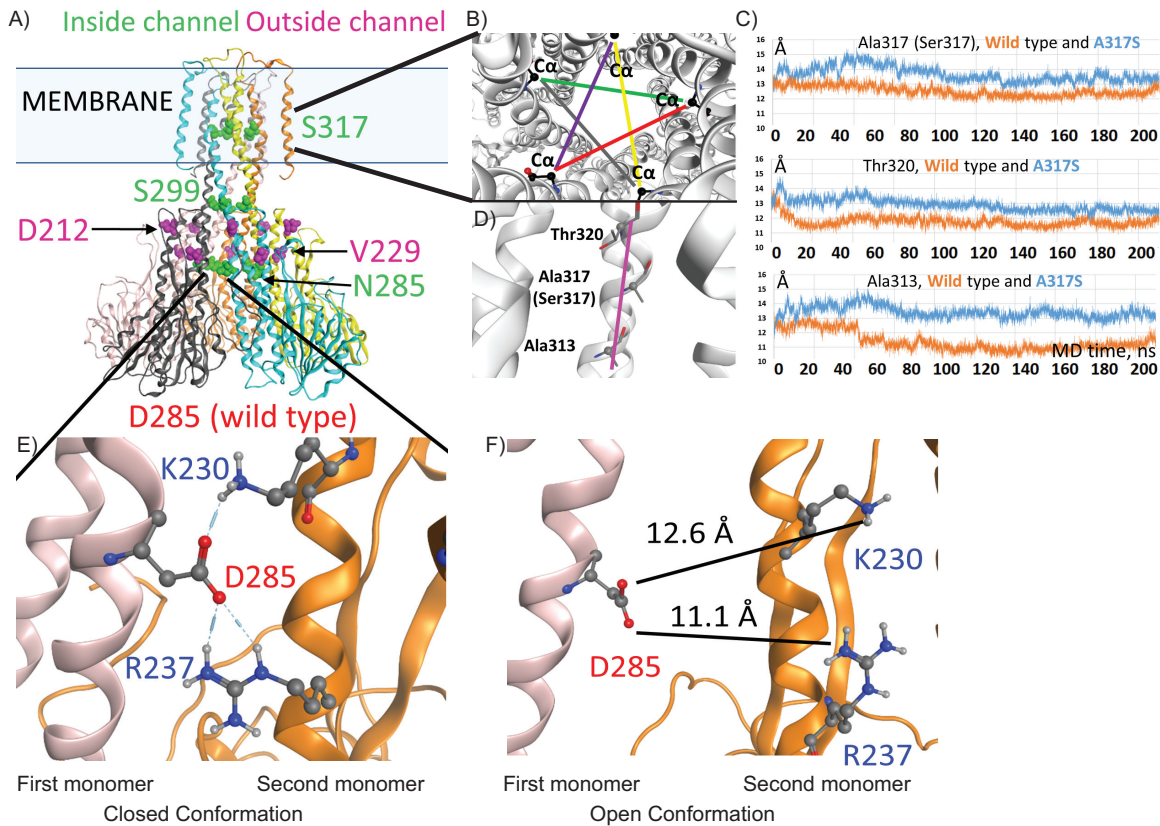 A)
Inside channel Outside channel
MEMBRANE
S317
S299
D212
V229
N285
D285 (wild type)
B)
Cα
Cα
Cα
Cα
Cα
D)
Thr320
Ala317
(Ser317)
Ala313
C)
16 Å Ala317 (Ser317), Wild type and A317S
15
14
13
12
11
10
0 20 40 60 80 100 120 140 160 180 200
16 Å Thr320, Wild type and A317S
15
14
13
12
11
10
0 20 40 60 80 100 120 140 160 180 200
16 Å Ala313, Wild type and A317S
15
14
13
12
11
10
MD time, ns
0 20 40 60 80 100 120 140 160 180 200
E)
K230
D285
R237
First monomer Second monomer
Closed Conformation
F)
12.6 Å
K230
11.1 Å
D285
R237
First monomer Second monomer
Open Conformation